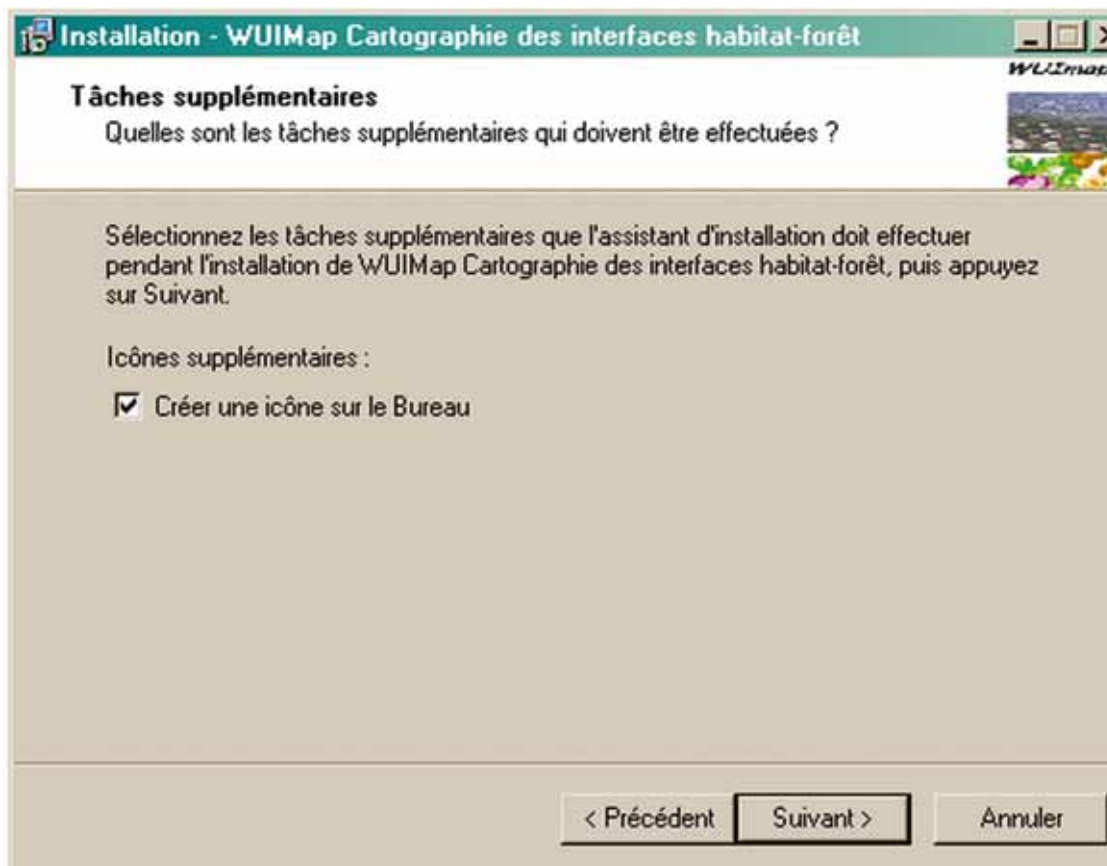 Installation - WUIMap Cartographie des interfaces habitat-forêt
WUImap
Tâches supplémentaires
Quelles sont les tâches supplémentaires qui doivent être effectuées ?
Sélectionnez les tâches supplémentaires que l'assistant d'installation doit effectuer
pendant l'installation de WUIMap Cartographie des interfaces habitat-forêt, puis appuyez
sur Suivant.
Icônes supplémentaires :
Créer une icône sur le Bureau
< Précédent
Suivant >
Annuler